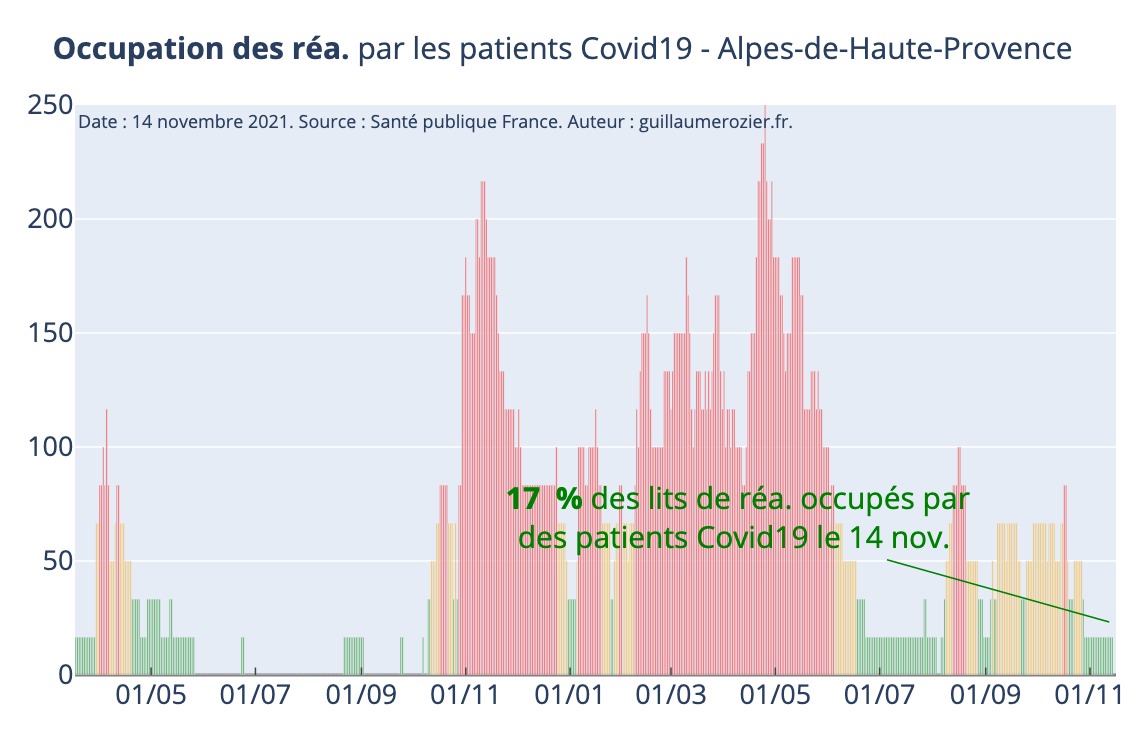 Occupation des réa. par les patients Covid19 - Alpes-de-Haute-Provence
250
Date : 14 novembre 2021. Source : Santé publique France. Auteur : guillaumerozier.fr.
200
150
100
17 % des lits de réa. occupés par
des patients Covid19 le 14 nov.
50
0
01/05 01/07 01/09 01/11 01/01 01/03 01/05 01/07 01/09 01/11